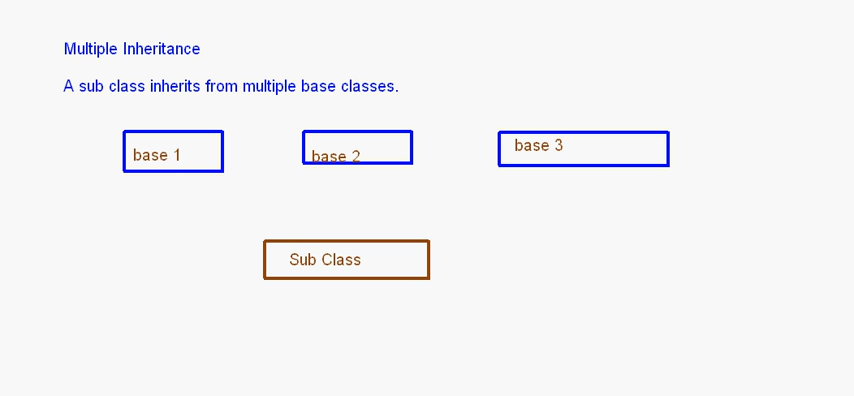 Multiple Inheritance
A sub class inherits from multiple base classes.
base 1
base 2
base 3
Sub Class